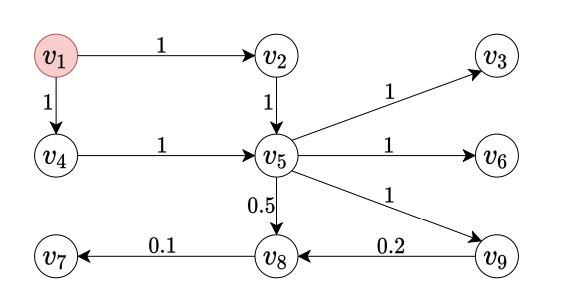 v₁ 1 v₂ v₃
1 1 1
v₄ 1 v₅ 1 v₆
0.5 1
v₇ 0.1 v₈ 0.2 v₉